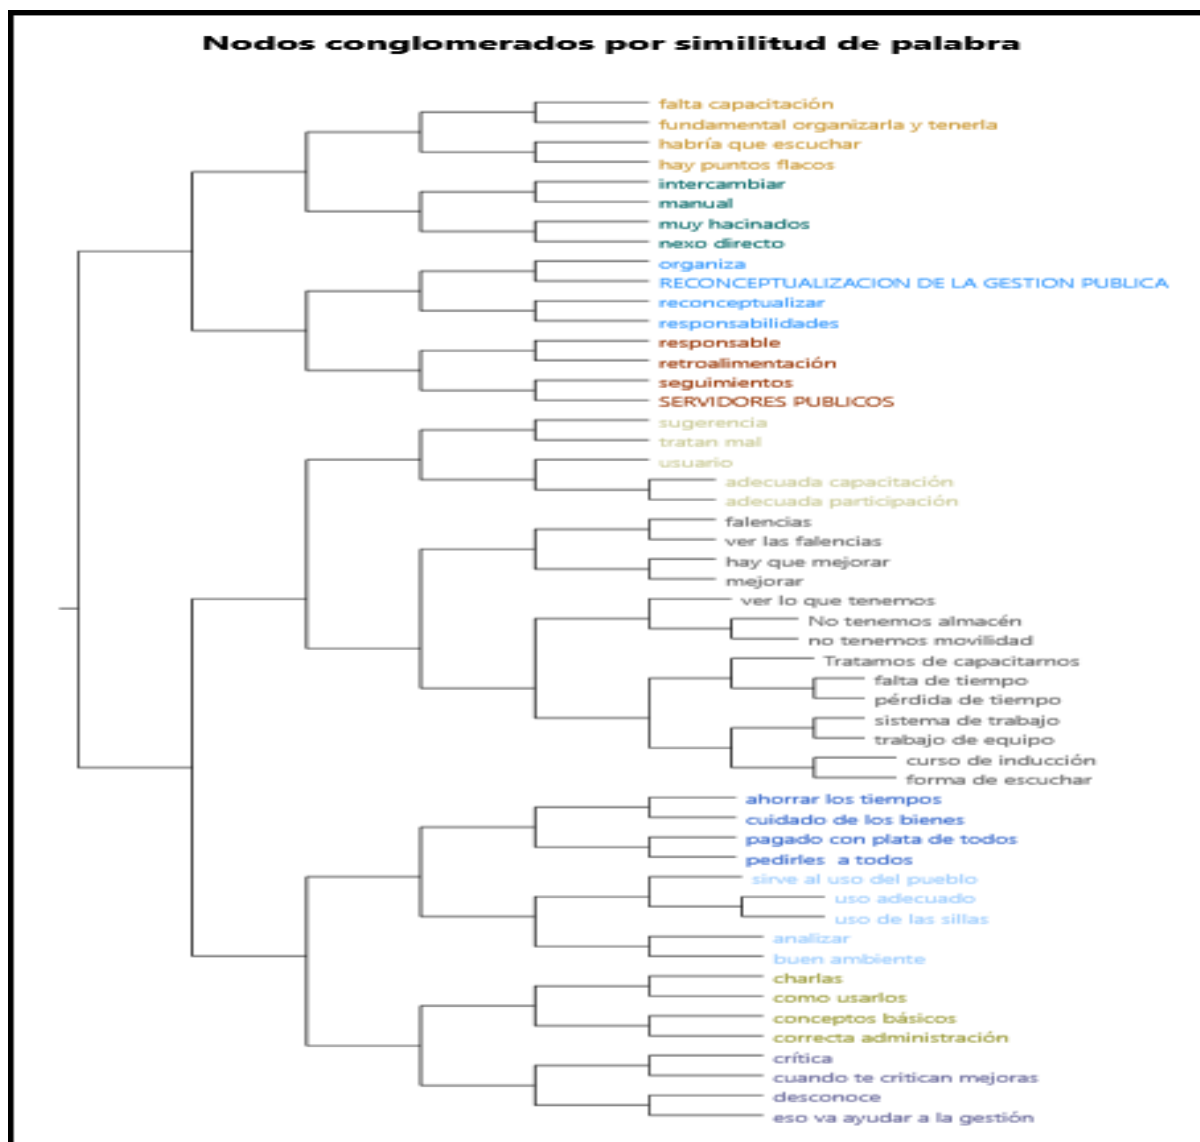 Nodos conglomerados por similitud de palabra
falta capacitación
fundamental organizarla y tenerla
habría que escuchar
hay puntos flacos
intercambiar
manual
muy hacinados
nexo directo
organiza
RECONCEPTUALIZACION DE LA GESTION PUBLICA
reconceptualizar
responsabilidades
responsable
retroalimentación
seguimientos
SERVIDORES PUBLICOS
sugerencia
tratan mal
usuario
adecuada capacitación
adecuada participación
falencias
ver las falencias
hay que mejorar
mejorar
ver lo que tenemos
No tenemos almacén
no tenemos movillidad
Tratamos de capacitarnos
falta de tiempo
pérdida de tiempo
sistema de trabajo
trabajo de equipo
curso de inducción
forma de escuchar
ahorrar los tiempos
cuidado de los bienes
pagado con plata de todos
pedirles  a todos
sirve al uso del pueblo
uso adecuado
uso de las sillas
analizar
buen ambiente
charlas
como usarlos
conceptos básicos
correcta administración
crítica
cuando te critican mejoras
desconoce
eso va ayudar a la gestión